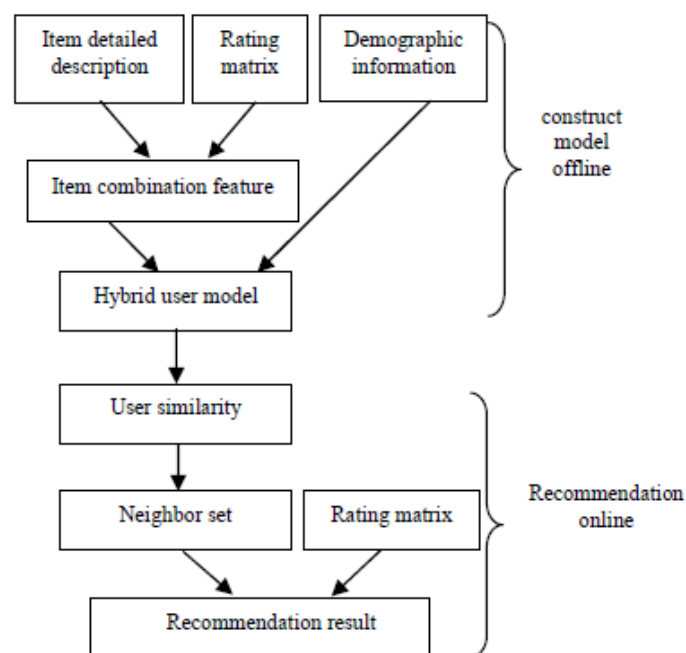 Item detailed
description
Rating
matrix
Demographic
information
construct
model
offline
Item combination feature
Hybrid user model
User similarity
Neighbor set
Rating matrix
Recommendation
online
Recommendation result